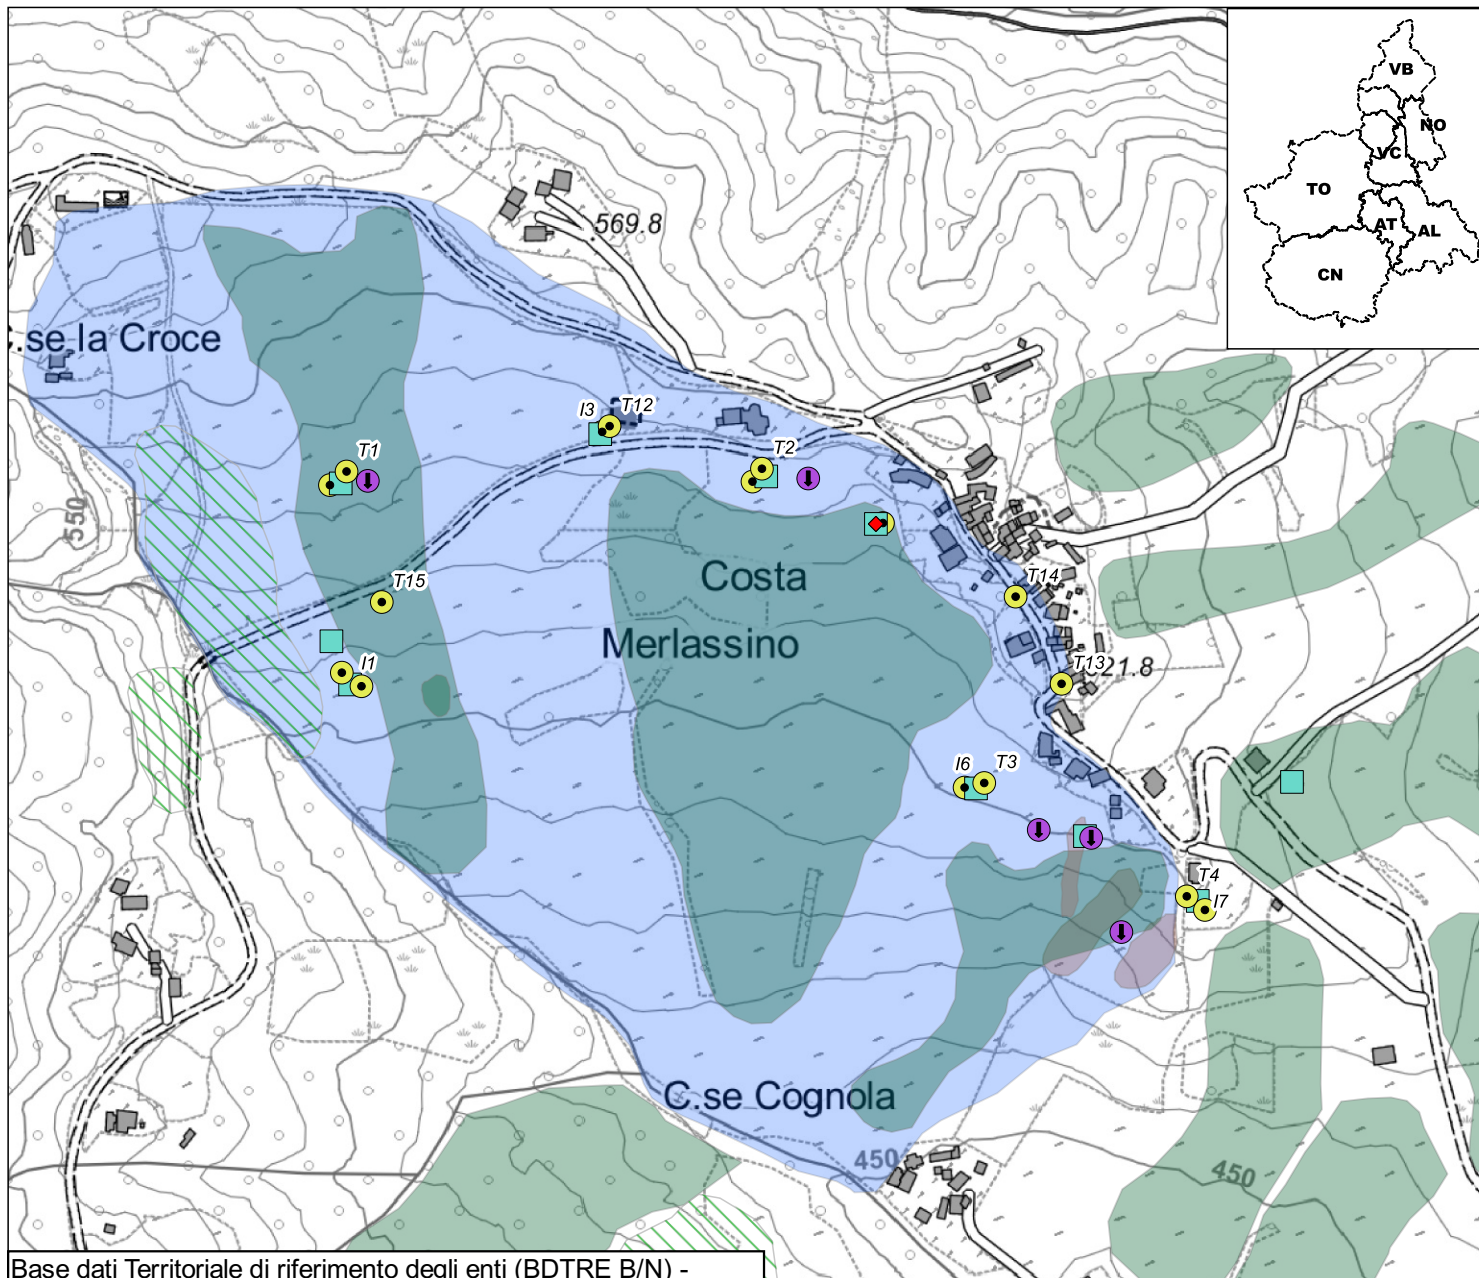 VB
NO
VC
TO
AT
AL
CN
569.8
.se la Croce
I3
T12
T1
T2
550
Costa
T15
T14
Merlassino
I1
T13
621.8
I6
T3
T4
I7
C.se Cognola
450
450
Base dati Territoriale di riferimento degli enti (BDTRE B/N) -